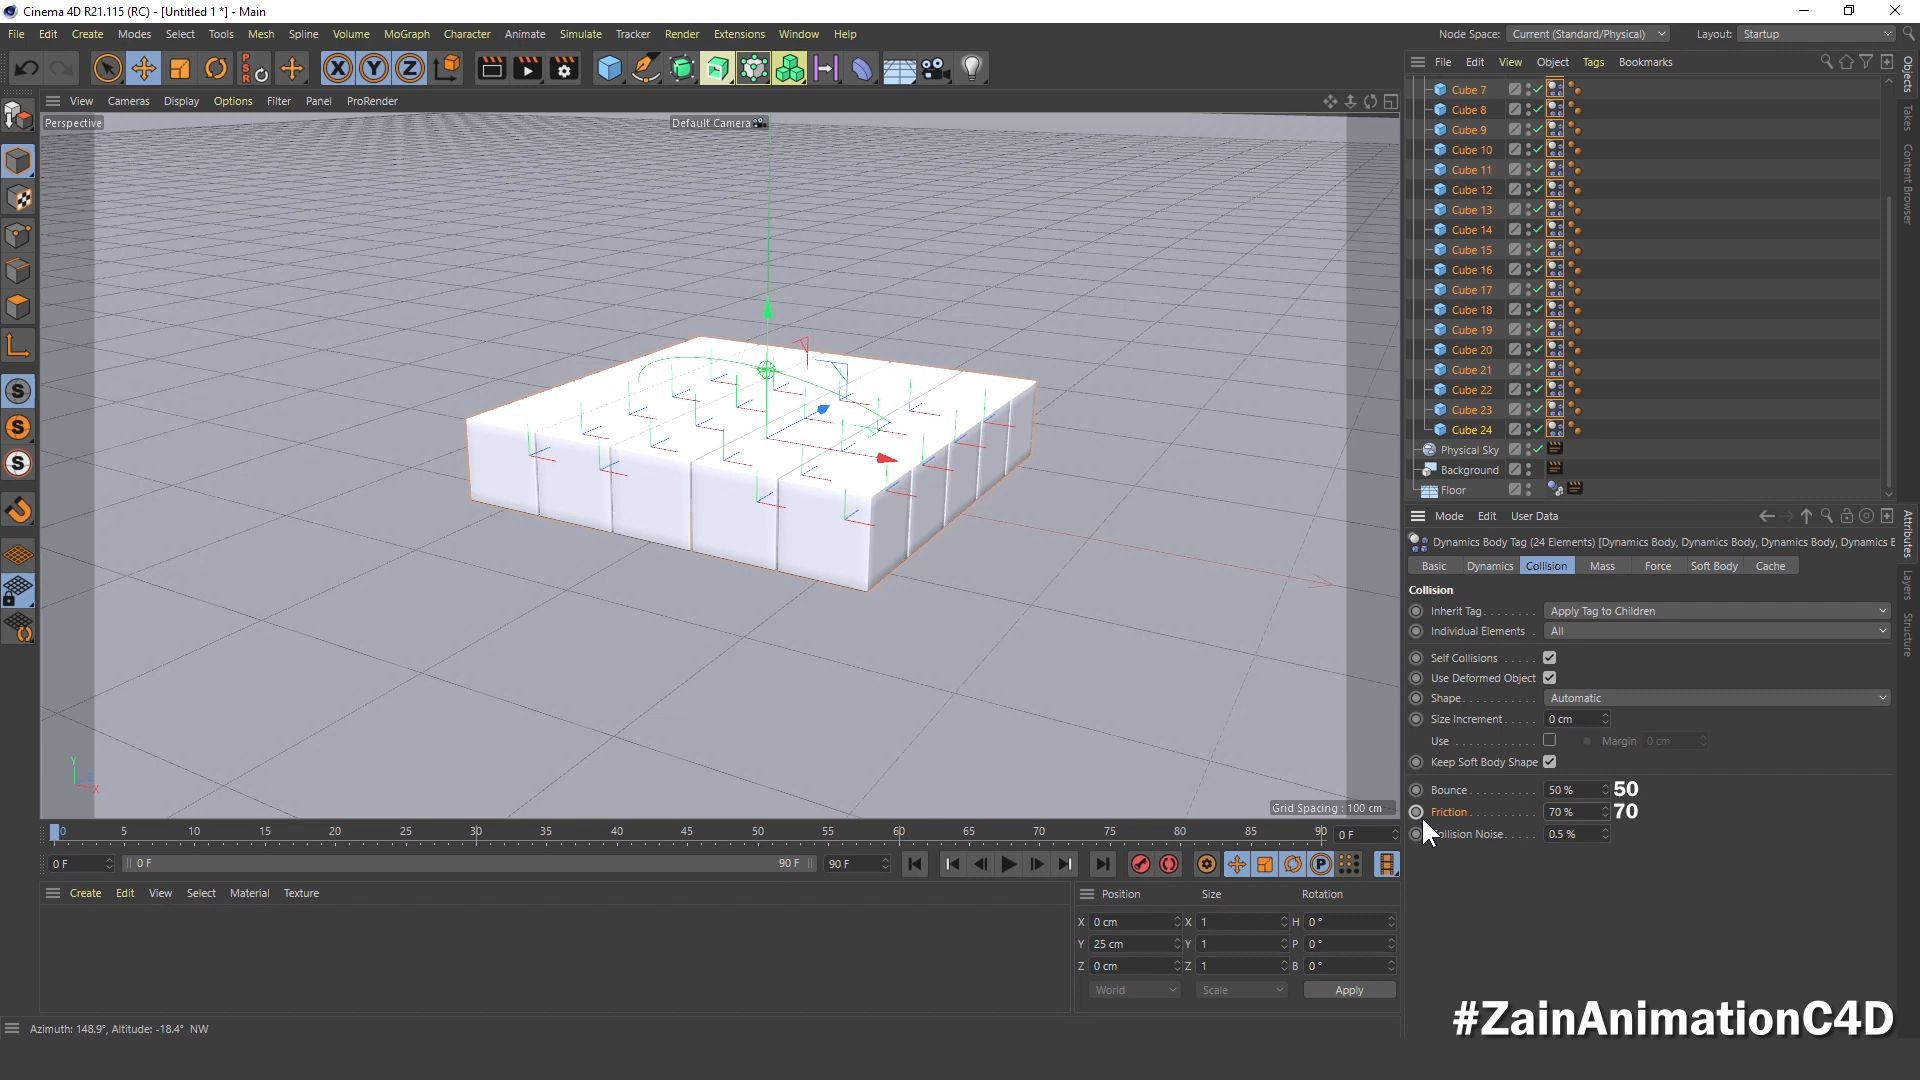 Cinema 4D R21.115 (RC) - [Untitled 1 *] - Main
File Edit Create Modes Select Tools Mesh Spline Volume MoGraph Character Animate Simulate Tracker Render Extensions Window Help
Node Space: Current (Standard/Physical) Layout: Startup
View Cameras Display Options Filter Panel ProRender
Perspective
Default Camera
Grid Spacing : 100 cm
Y
X
0 5 10 15 20 25 30 35 40 45 50 55 60 65 70 75 80 85 90 0 F
0 F 0 F 90 F 90 F
Create Edit View Select Material Texture
Position Size Rotation
X 0 cm X 1 H 0 °
Y 25 cm Y 1 P 0 °
Z 0 cm Z 1 B 0 °
World Scale Apply
Azimuth: 148.9°, Altitude: -18.4° NW
File Edit View Object Tags Bookmarks
Cube 7
Cube 8
Cube 9
Cube 10
Cube 11
Cube 12
Cube 13
Cube 14
Cube 15
Cube 16
Cube 17
Cube 18
Cube 19
Cube 20
Cube 21
Cube 22
Cube 23
Cube 24
Physical Sky
Background
Floor
Objects
Takes
Content Browser
Mode Edit User Data
Dynamics Body Tag (24 Elements) [Dynamics Body, Dynamics Body, Dynamics Body, Dynamics B
Basic Dynamics Collision Mass Force Soft Body Cache
Collision
Inherit Tag. . . . . . . . Apply Tag to Children
Individual Elements . All
Self Collisions . . . . .
Use Deformed Object
Shape. . . . . . . . . . . Automatic
Size Increment. . . . . 0 cm
Use . . . . . . . . . . . . Margin 0 cm
Keep Soft Body Shape
Bounce. . . . . . . . . . 50 % 50
Friction . . . . . . . . . . 70 % 70
ollision Noise. . . . . 0.5 %
Attributes
Layers
Structure
#ZainAnimationC4D